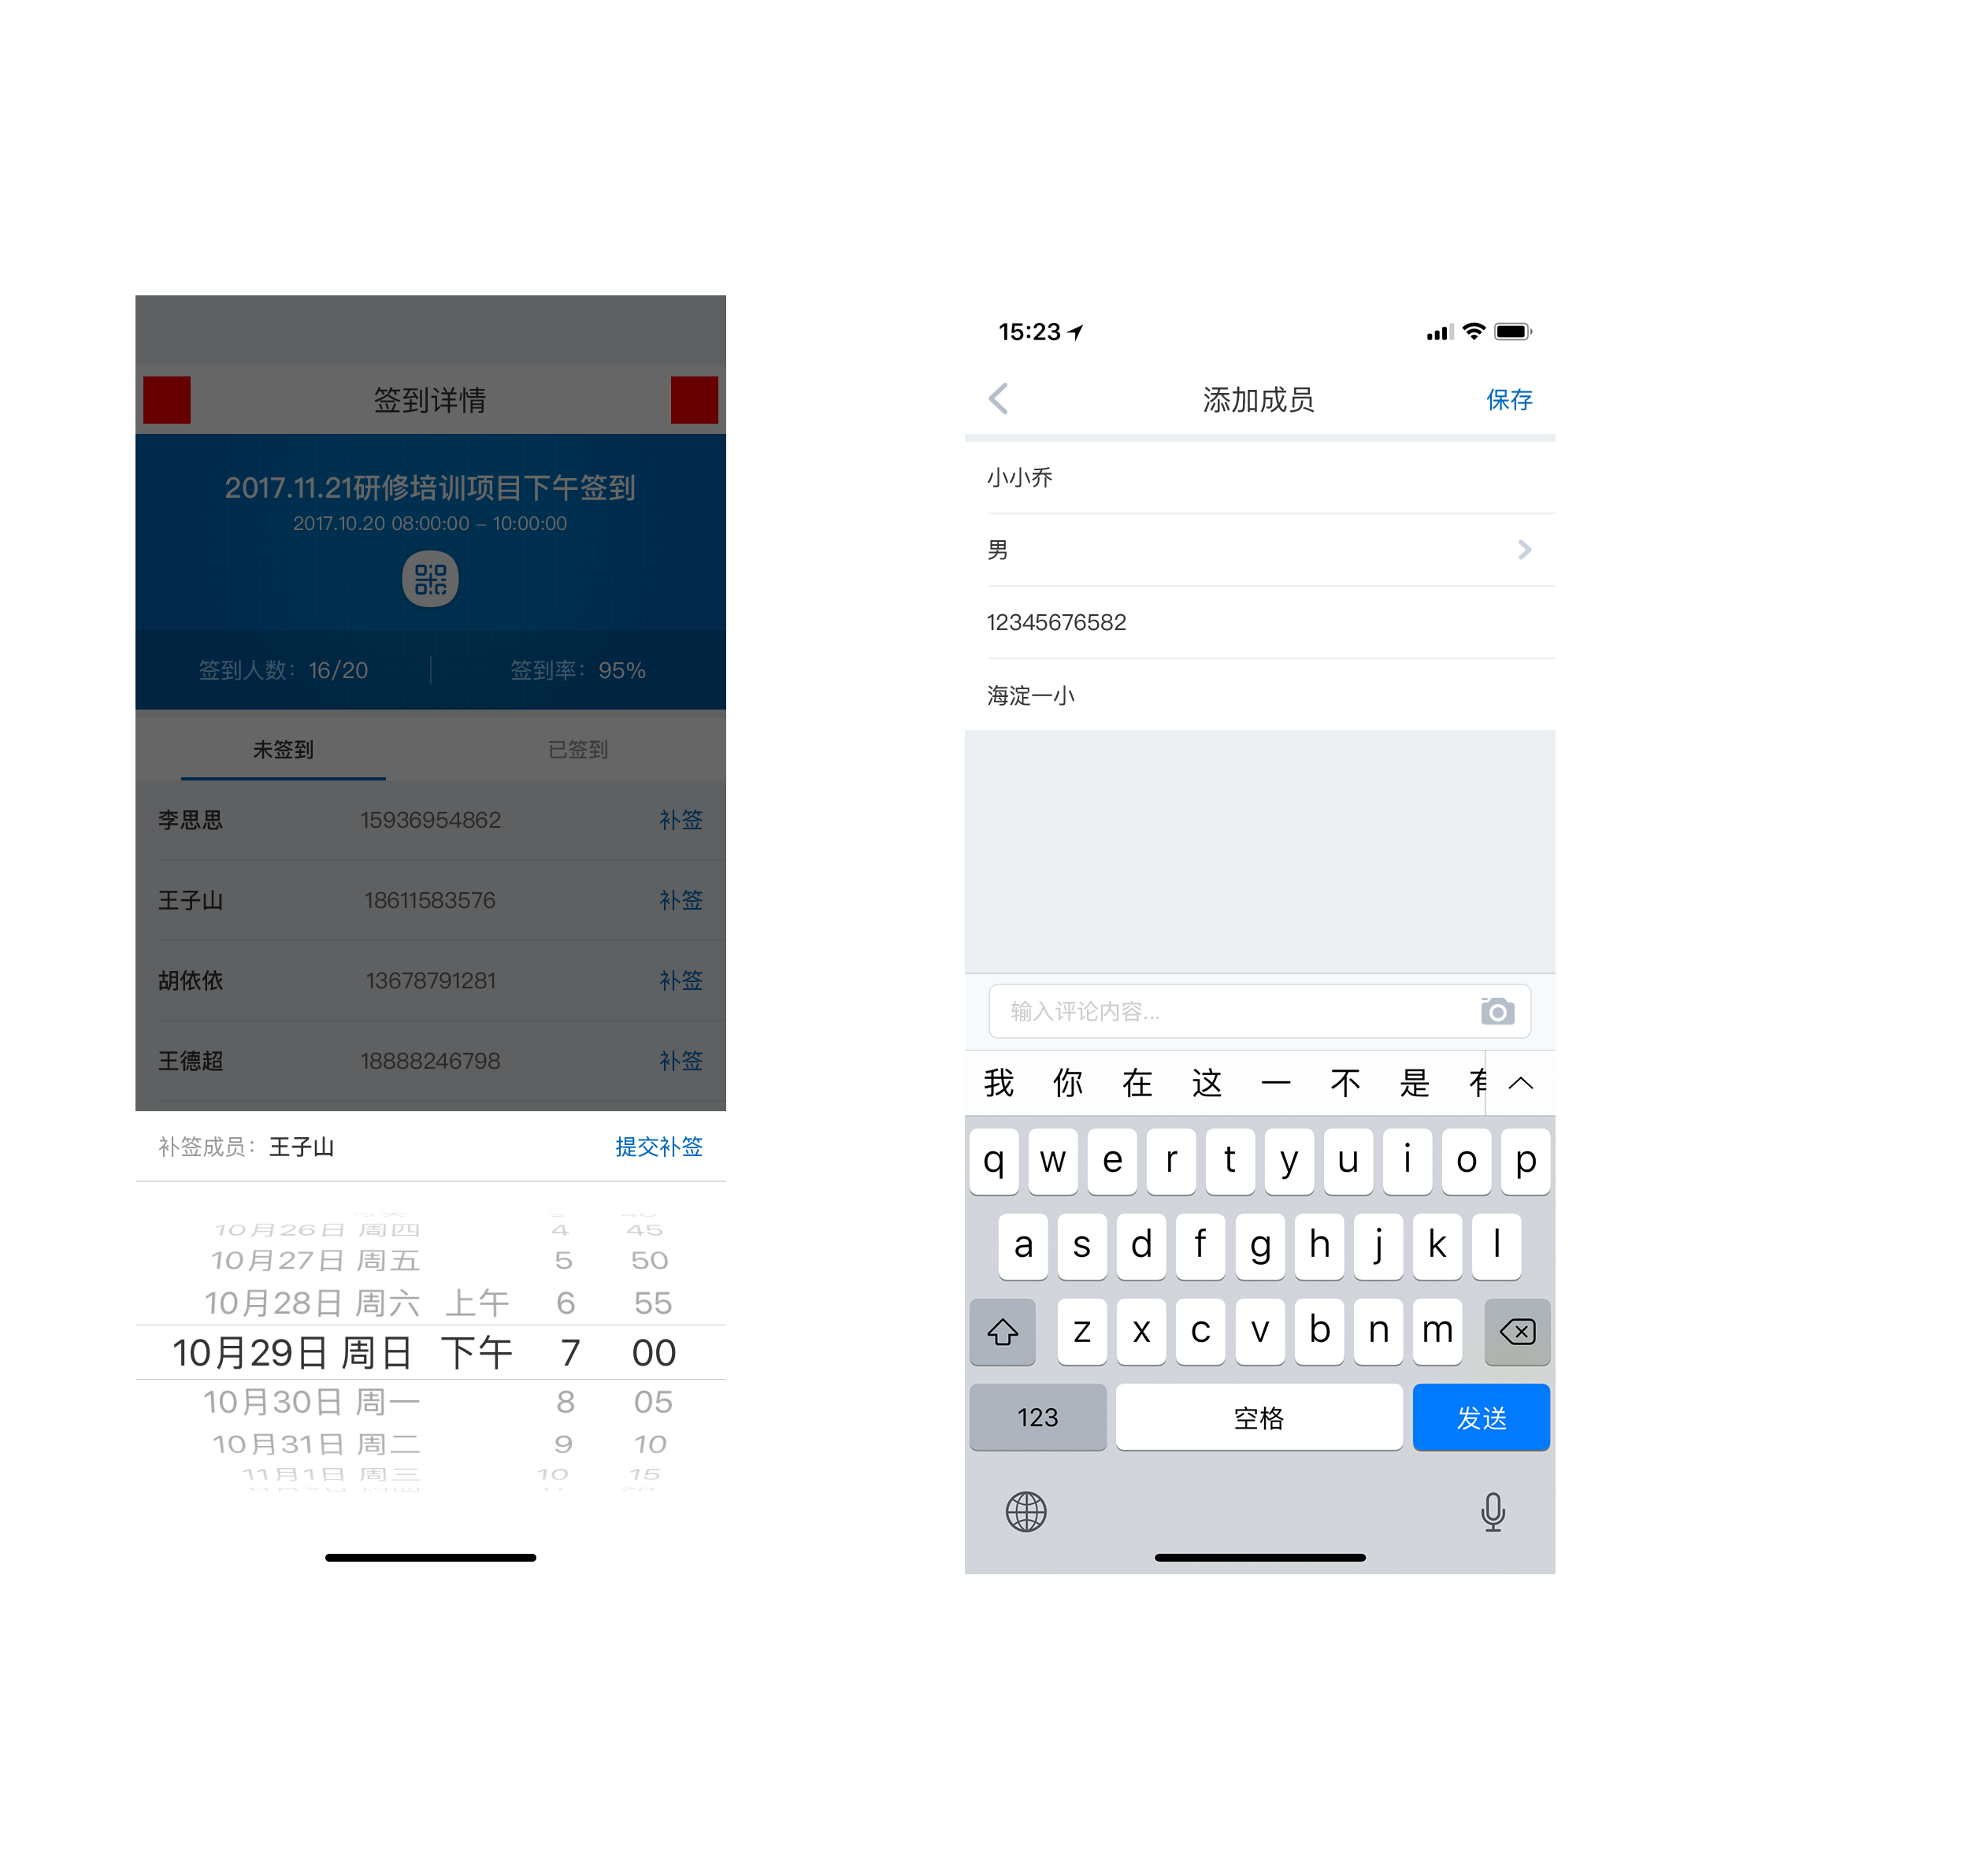 签到详情
2017.11.21研修培训项目下午签到
2017.10.20 08:00:00 – 10:00:00
签到人数：16/20
签到率：95%
未签到
已签到
李思思 15936954862 补签
王子山 18611583576 补签
胡依依 13678791281 补签
王德超 18888246798 补签
补签成员：王子山 提交补签
10月26日 周四 4 45
10月27日 周五 5 50
10月28日 周六 上午 6 55
10月29日 周日 下午 7 00
10月30日 周一 8 05
10月31日 周二 9 10
11月1日 周三 10 15
15:23
添加成员
保存
小小乔
男
12345676582
海淀一小
输入评论内容...
我 你 在 这 一 不 是
q w e r t y u i o p
a s d f g h j k l
z x c v b n m
123 空格 发送